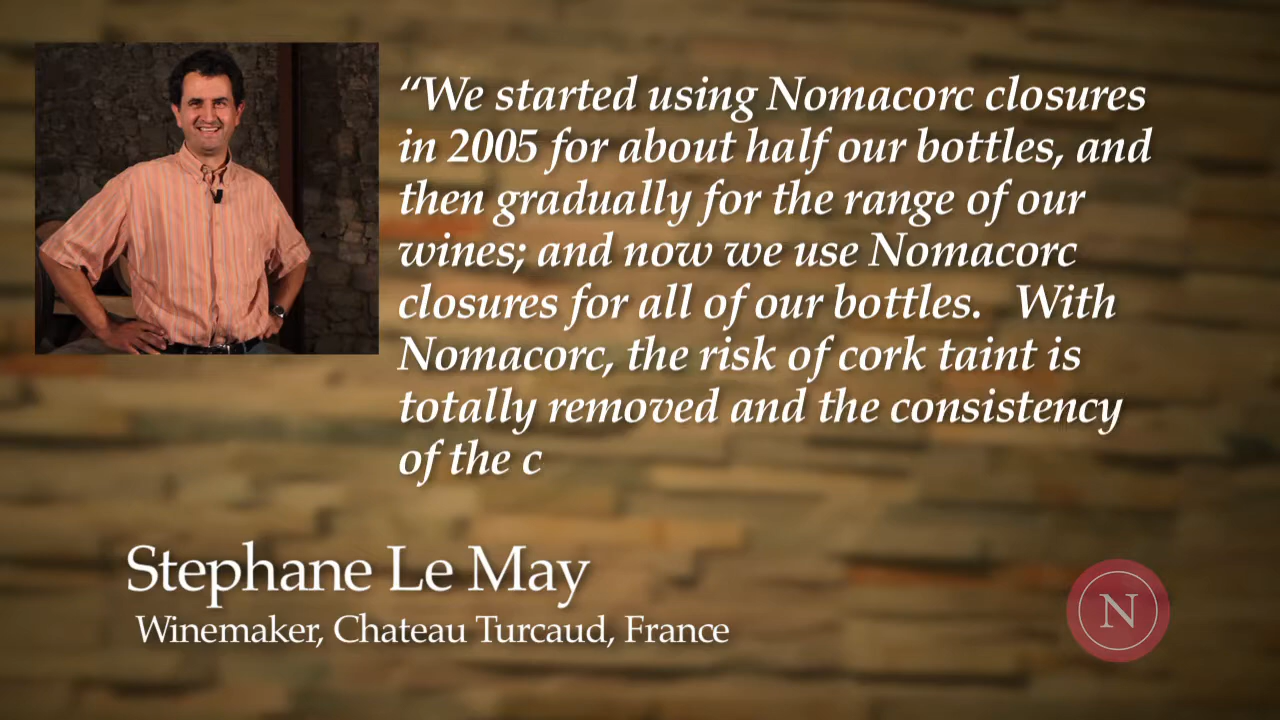 “We started using Nomacorc closures
in 2005 for about half our bottles, and
then gradually for the range of our
wines; and now we use Nomacorc
closures for all of our bottles.   With
Nomacorc, the risk of cork taint is
totally removed and the consistency
of the c
Stephane Le May
Winemaker, Chateau Turcaud, France
N